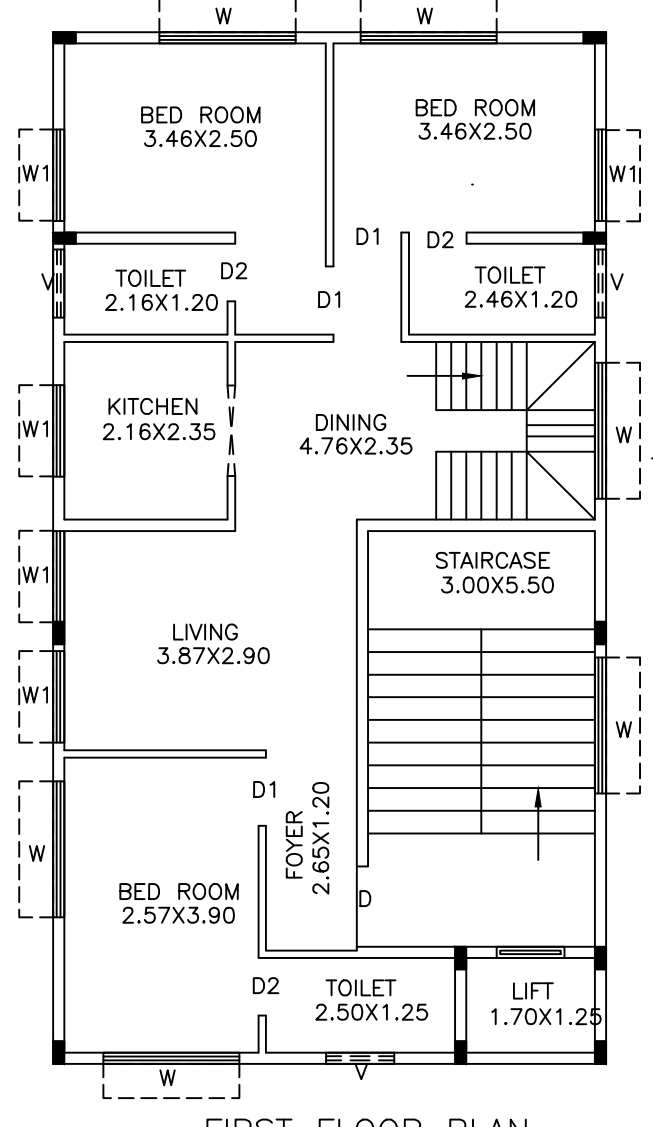 W
W
BED ROOM
3.46X2.50
BED ROOM
3.46X2.50
W1
W1
D1
D2
TOILET
2.16X1.20
D2
D1
TOILET
2.46X1.20
V
V
KITCHEN
2.16X2.35
DINING
4.76X2.35
W1
W
STAIRCASE
3.00X5.50
W1
LIVING
3.87X2.90
W1
W
D1
FOYER
2.65X1.20
W
BED ROOM
2.57X3.90
D
D2
TOILET
2.50X1.25
LIFT
1.70X1.25
W
V
FIRST FLOOR PLAN